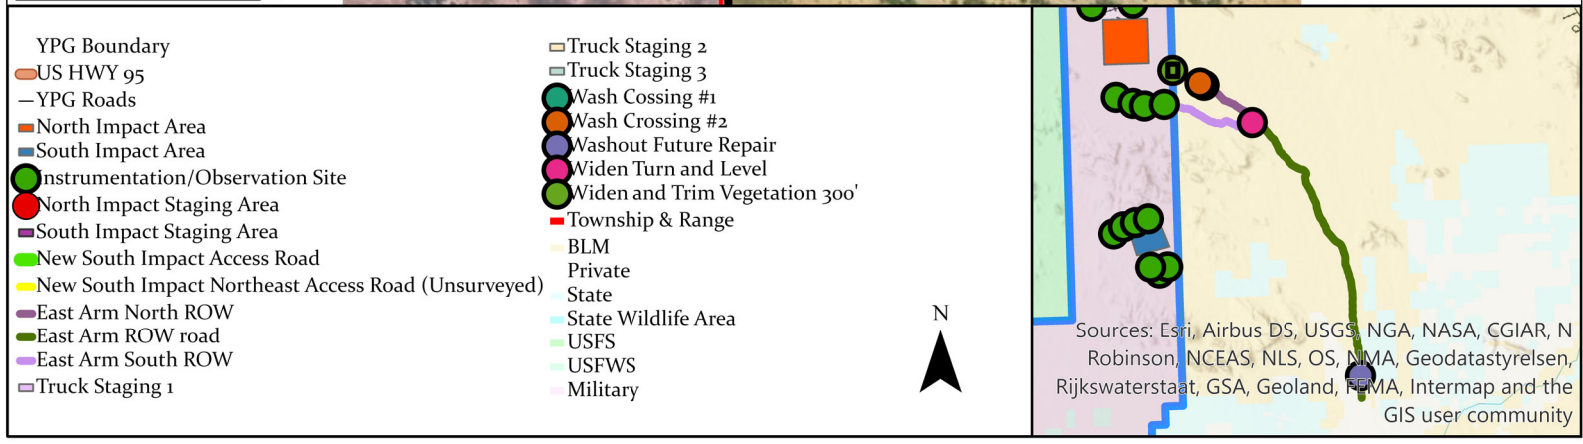 YPG Boundary
US HWY 95
YPG Roads
North Impact Area
South Impact Area
Instrumentation/Observation Site
North Impact Staging Area
South Impact Staging Area
New South Impact Access Road
New South Impact Northeast Access Road (Unsurveyed)
East Arm North ROW
East Arm ROW road
East Arm South ROW
Truck Staging 1
Truck Staging 2
Truck Staging 3
Wash Cossing #1
Wash Crossing #2
Washout Future Repair
Widen Turn and Level
Widen and Trim Vegetation 300'
Township & Range
BLM
Private
State
State Wildlife Area
USFS
USFWS
Military
N
Sources: Esri, Airbus DS, USGS, NGA, NASA, CGIAR, N
Robinson, NCEAS, NLS, OS, NMA, Geodatastyrelsen,
Rijkswaterstaat, GSA, Geoland, FEMA, Intermap and the
GIS user community